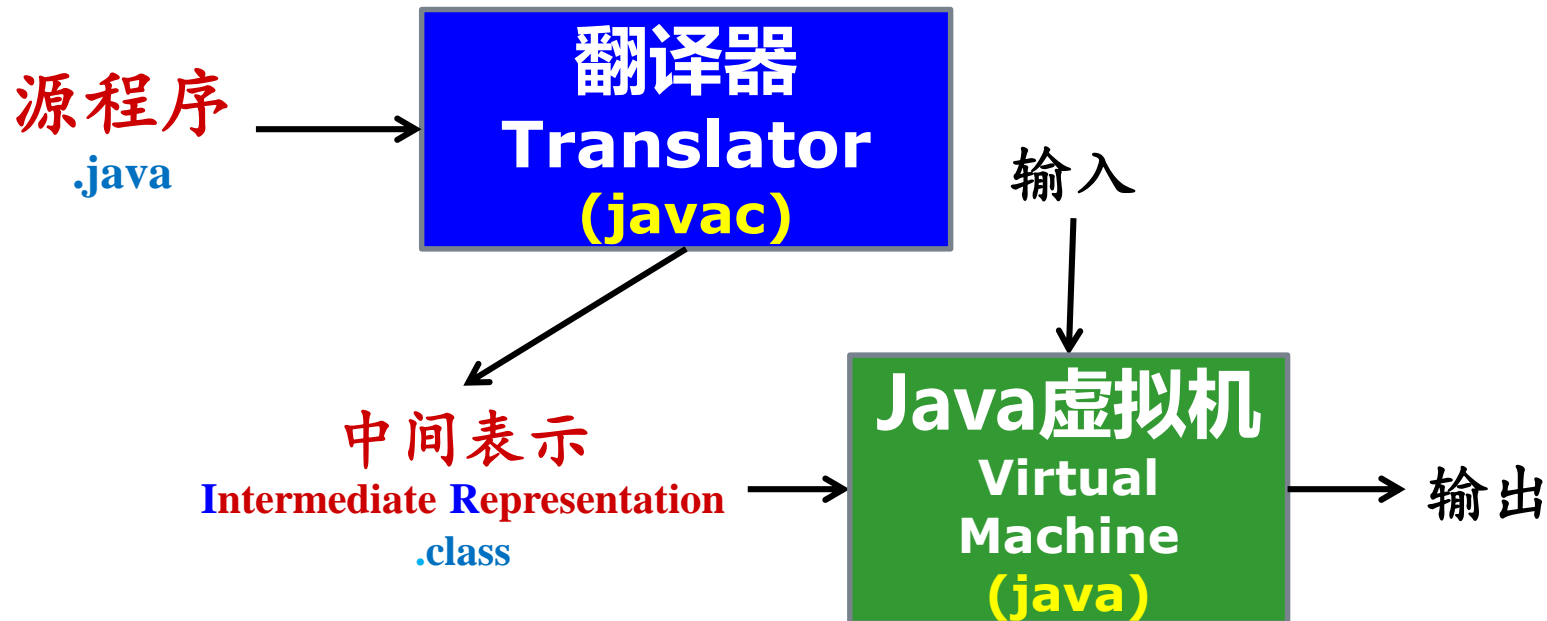 源程序
.java
翻译器
Translator
(javac)
输入
中间表示
Intermediate Representation
.class
Java虚拟机
Virtual
Machine
(java)
输出